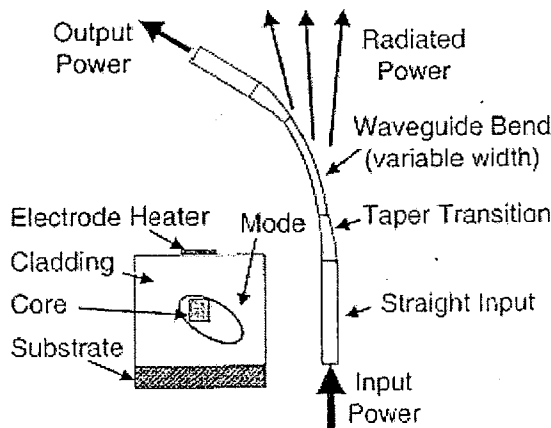 Output
Power
Radiated
Power
Waveguide Bend
(variable width)
Taper Transition
Electrode Heater
Mode
Cladding
Core
Straight Input
Substrate
Input
Power